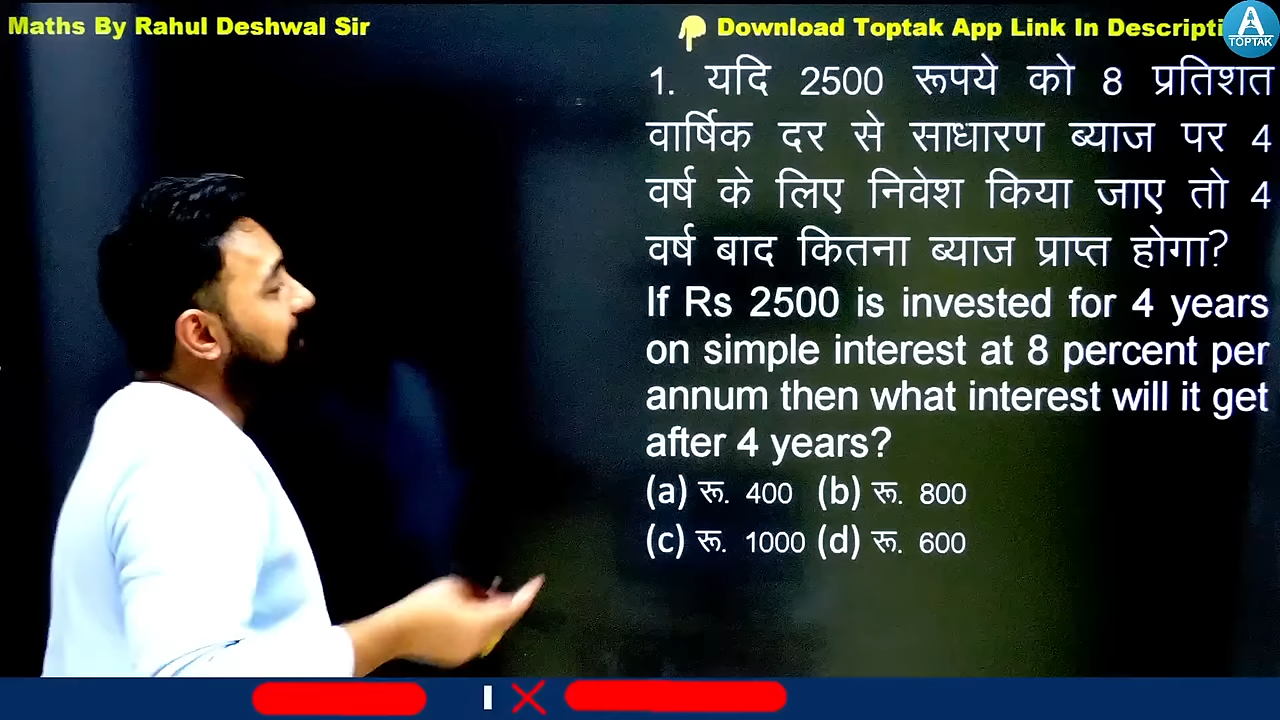 Maths By Rahul Deshwal Sir
Download Toptak App Link In Descripti
A
TOPTAK
1. यदि 2500 रूपये को 8 प्रतिशत
वार्षिक दर से साधारण ब्याज पर 4
वर्ष के लिए निवेश किया जाए तो 4
वर्ष बाद कितना ब्याज प्राप्त होगा?
If Rs 2500 is invested for 4 years
on simple interest at 8 percent per
annum then what interest will it get
after 4 years?
(a) रू. 400 (b) रू. 800
(c) रू. 1000 (d) रू. 600